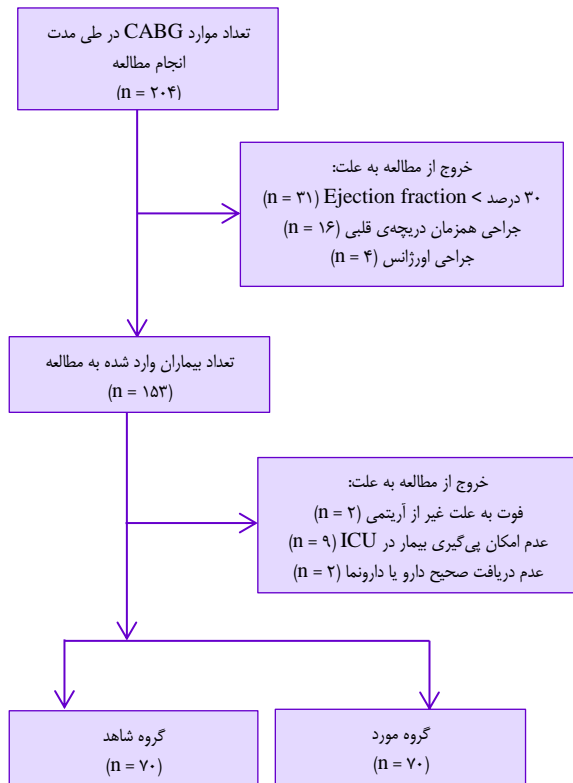 تعداد موارد CABG در طی مدت
انجام مطالعه
(n = ۲۰۴)
خروج از مطالعه به علت:
۳۰ درصد > Ejection fraction (n = ۳۱)
جراحی همزمان دریچه‌ی قلبی (n = ۱۶)
جراحی اورژانس (n = ۴)
تعداد بیماران وارد شده به مطالعه
(n = ۱۵۳)
خروج از مطالعه به علت:
فوت به علت غیر از آریتمی (n = ۲)
عدم امکان پی‌گیری بیمار در ICU (n = ۹)
عدم دریافت صحیح دارو یا دارونما (n = ۲)
گروه مورد
(n = ۷۰)
گروه شاهد
(n = ۷۰)